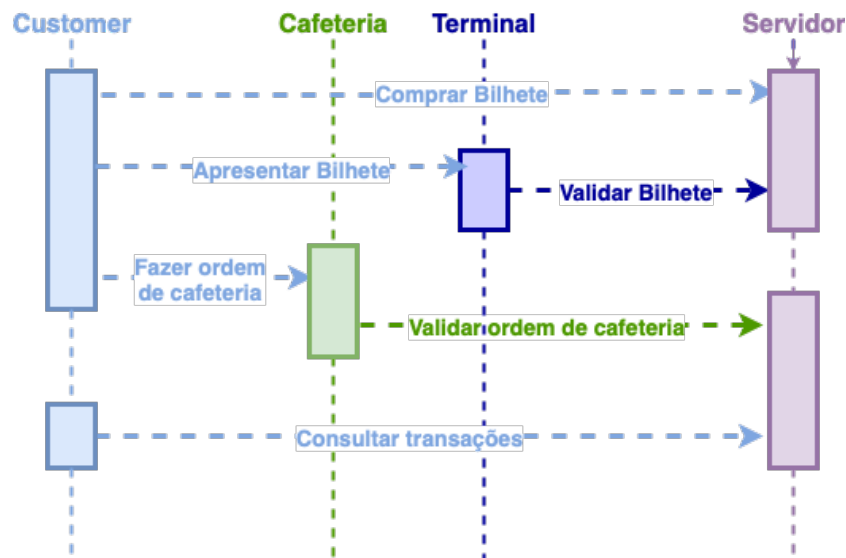 Customer
Cafeteria
Terminal
Servidor
Comprar Bilhete
Apresentar Bilhete
Validar Bilhete
Fazer ordem
de cafeteria
Validar ordem de cafeteria
Consultar transações